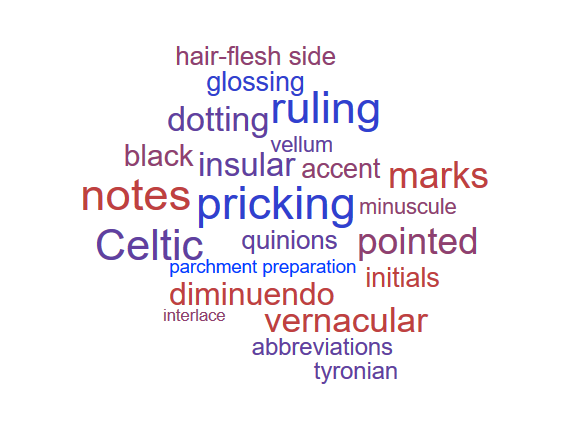 hair-flesh side
glossing
dotting ruling
vellum
black insular accent marks
notes pricking minuscule
Celtic quinions pointed
parchment preparation initials
diminuendo
interlace vernacular
abbreviations
tyronian